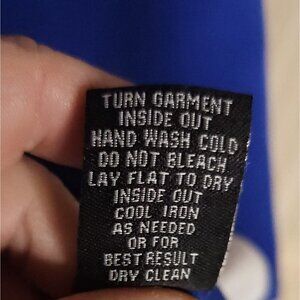 TURN GARMENT
INSIDE OUT
HAND WASH COLD
DO NOT BLEACH
LAY FLAT TO DRY
INSIDE OUT
COOL IRON
AS NEEDED
OR FOR
BEST RESULT
DRY CLEAN